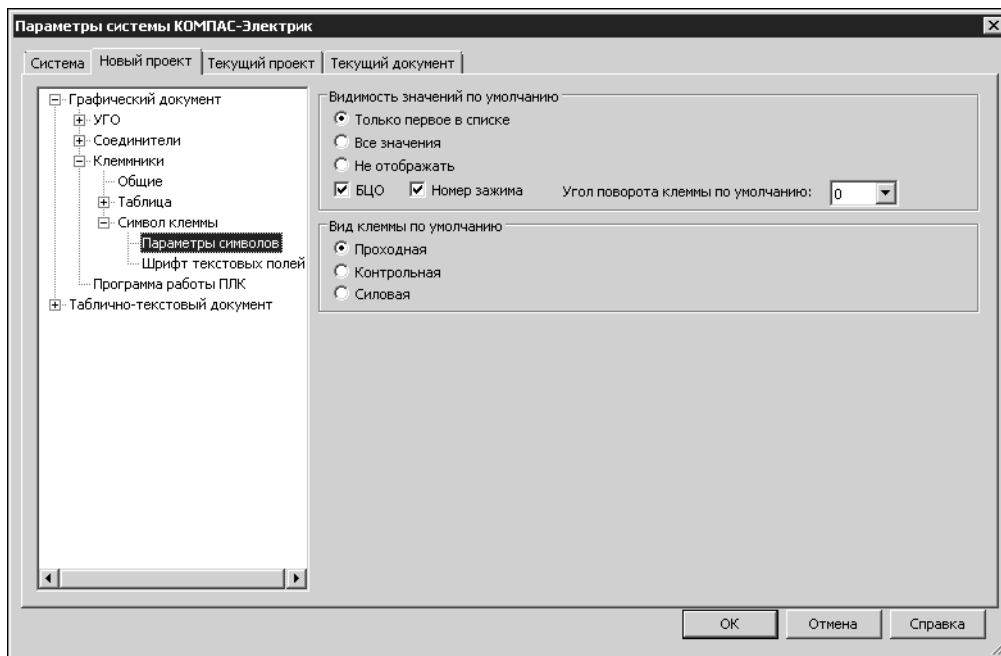 Параметры системы КОМПАС-Электрик
Система Новый проект Текущий проект Текущий документ
Графический документ
УГО
Соединители
Клеммники
Общие
Таблица
Символ клеммы
Параметры символов
Шрифт текстовых полей
Программа работы ПЛК
Таблично-текстовый документ
Видимость значений по умолчанию
Только первое в списке
Все значения
Не отображать
БЦО Номер зажима Угол поворота клеммы по умолчанию: 0
Вид клеммы по умолчанию
Проходная
Контрольная
Силовая
OK Отмена Справка